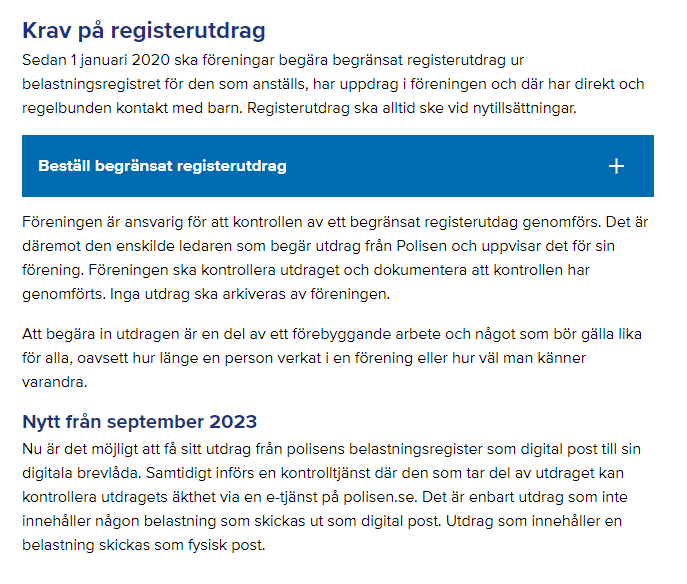 Krav på registerutdrag
Sedan 1 januari 2020 ska föreningar begära begränsat registerutdrag ur
belastningsregistret för den som anställs, har uppdrag i föreningen och där har direkt och
regelbunden kontakt med barn. Registerutdrag ska alltid ske vid nytillsättningar.
Beställ begränsat registerutdrag +
Föreningen är ansvarig för att kontrollen av ett begränsat registerutdag genomförs. Det är
däremot den enskilde ledaren som begär utdrag från Polisen och uppvisar det för sin
förening. Föreningen ska kontrollera utdraget och dokumentera att kontrollen har
genomförts. Inga utdrag ska arkiveras av föreningen.
Att begära in utdragen är en del av ett förebyggande arbete och något som bör gälla lika
för alla, oavsett hur länge en person verkat i en förening eller hur väl man känner
varandra.
Nytt från september 2023
Nu är det möjligt att få sitt utdrag från polisens belastningsregister som digital post till sin
digitala brevlåda. Samtidigt införs en kontrolltjänst där den som tar del av utdraget kan
kontrollera utdragets äkthet via en e-tjänst på polisen.se. Det är enbart utdrag som inte
innehåller någon belastning som skickas ut som digital post. Utdrag som innehåller en
belastning skickas som fysisk post.